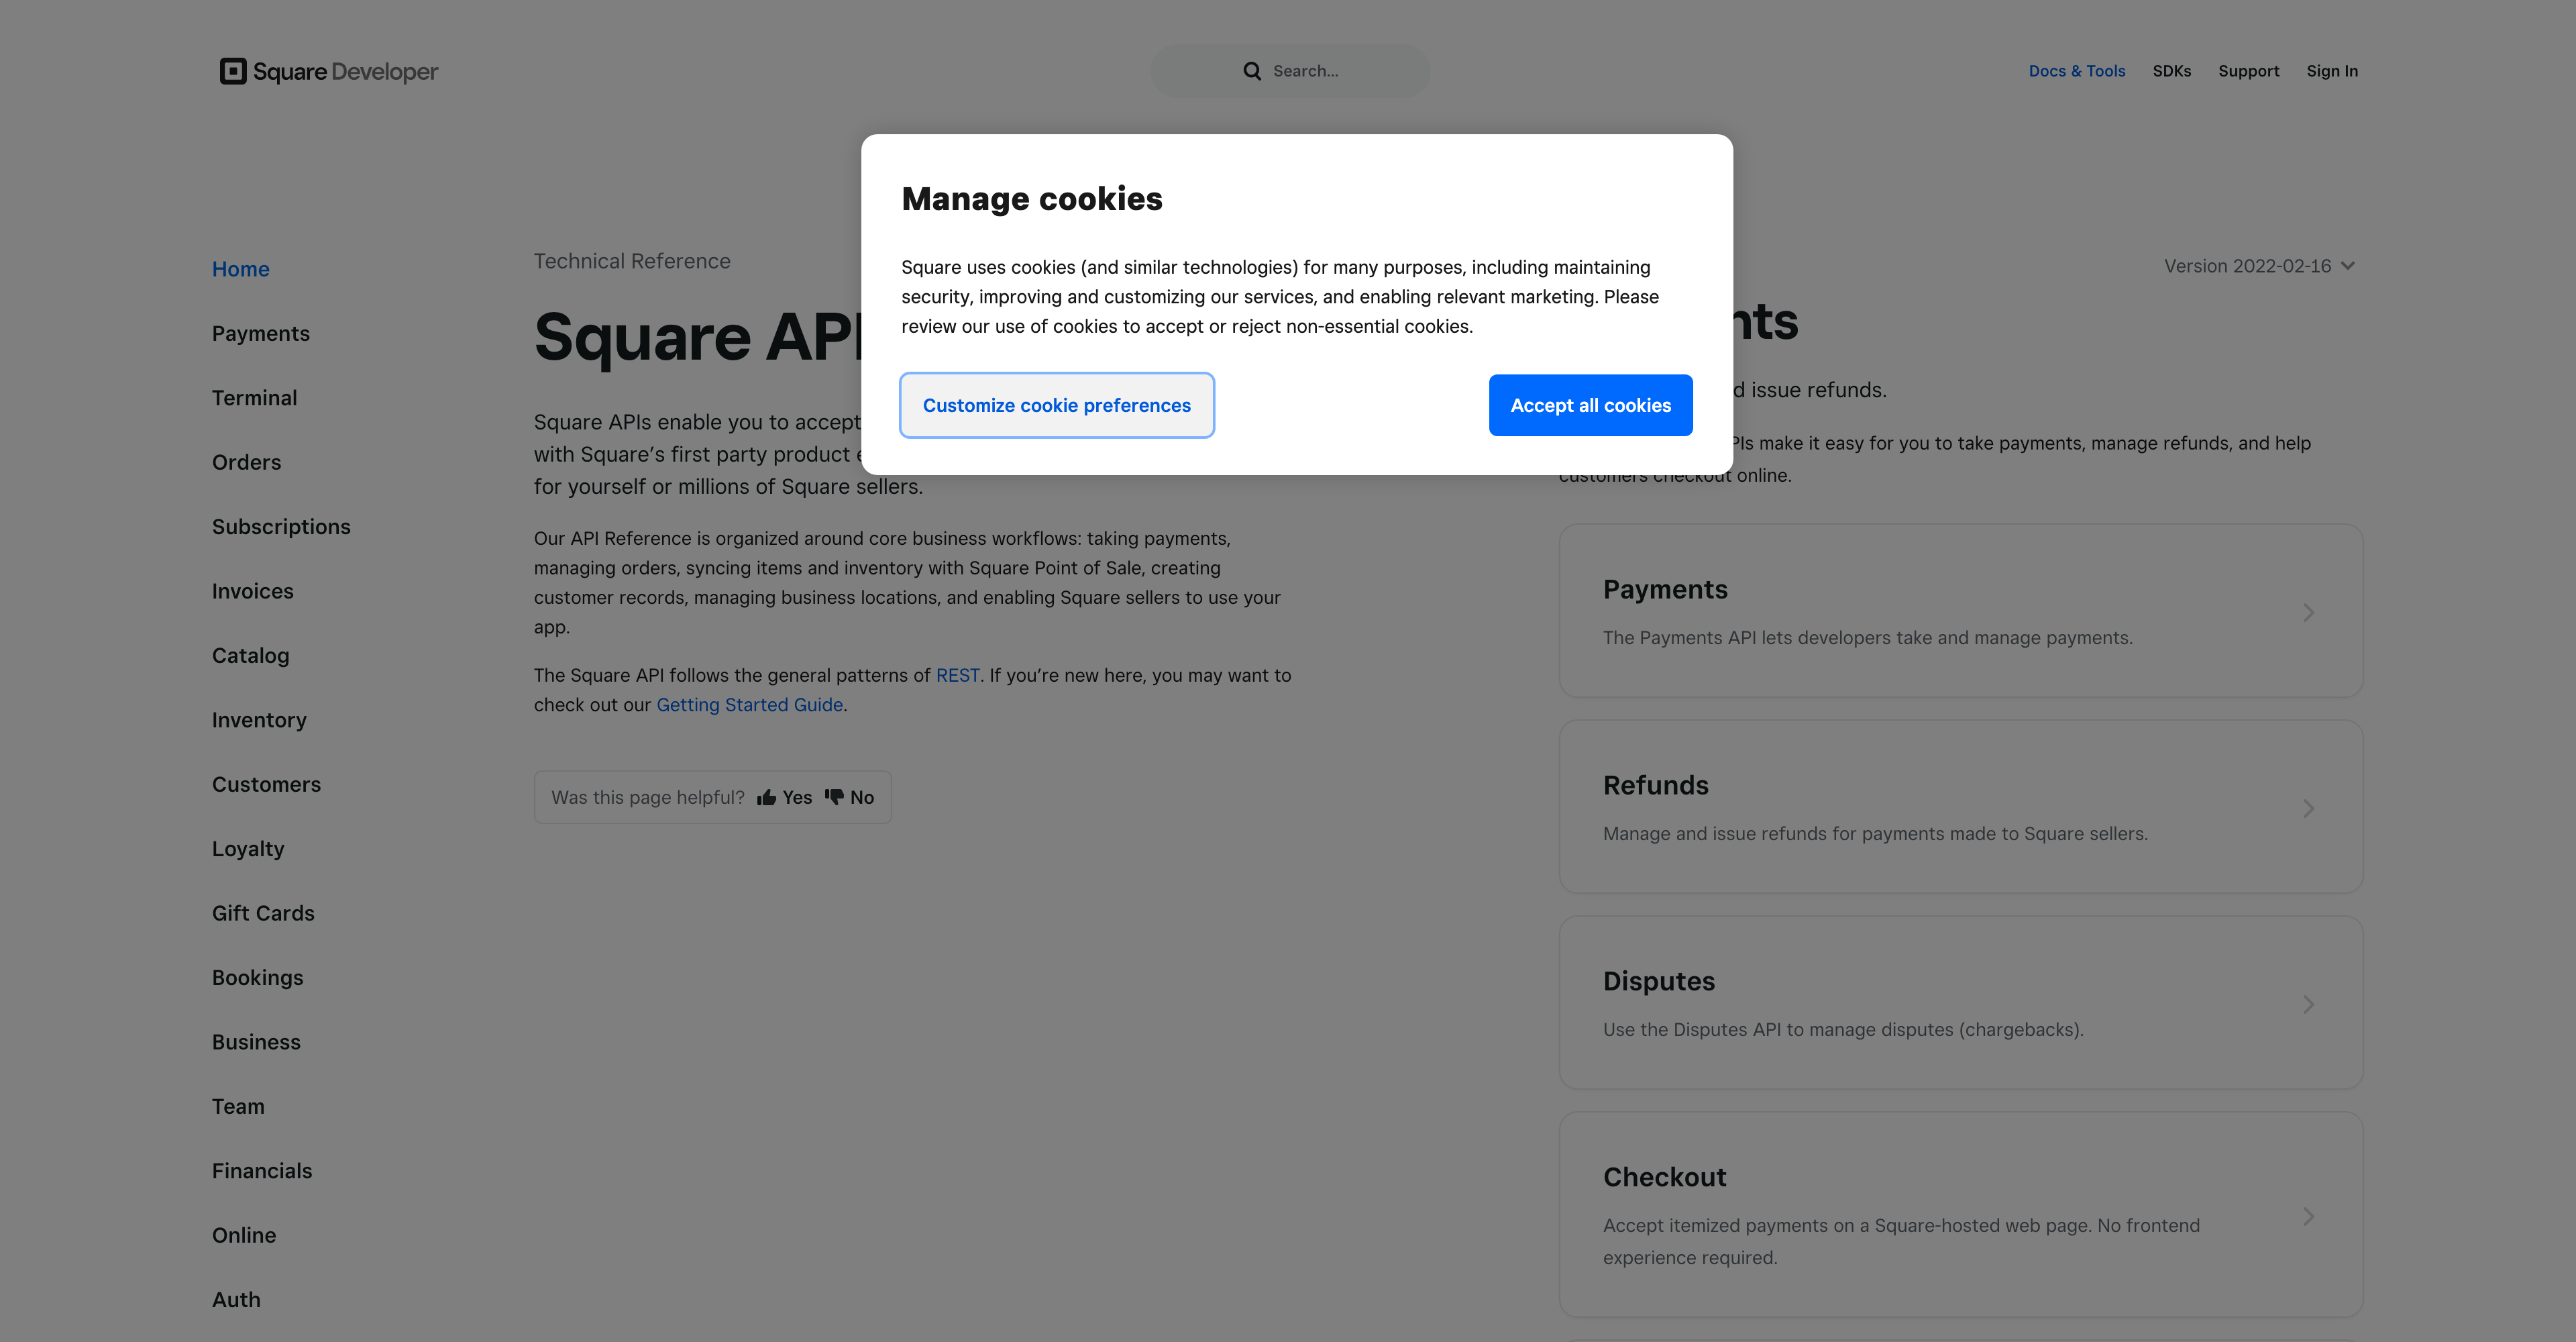 Square Developer
Search...
Docs & Tools
SDKs
Support
Sign In
Manage cookies
Square uses cookies (and similar technologies) for many purposes, including maintaining
security, improving and customizing our services, and enabling relevant marketing. Please
review our use of cookies to accept or reject non-essential cookies.
Customize cookie preferences
Accept all cookies
Home
Payments
Terminal
Orders
Subscriptions
Invoices
Catalog
Inventory
Customers
Loyalty
Gift Cards
Bookings
Business
Team
Financials
Online
Auth
Technical Reference
Square API
Square APIs enable you to accept
with Square’s first party product
for yourself or millions of Square sellers.
Our API Reference is organized around core business workflows: taking payments,
managing orders, syncing items and inventory with Square Point of Sale, creating
customer records, managing business locations, and enabling Square sellers to use your
app.
The Square API follows the general patterns of REST. If you’re new here, you may want to
check out our Getting Started Guide.
Was this page helpful? Yes No
Version 2022-02-16
issue refunds.
make it easy for you to take payments, manage refunds, and help
customers checkout online.
Payments
The Payments API lets developers take and manage payments.
Refunds
Manage and issue refunds for payments made to Square sellers.
Disputes
Use the Disputes API to manage disputes (chargebacks).
Checkout
Accept itemized payments on a Square-hosted web page. No frontend
experience required.